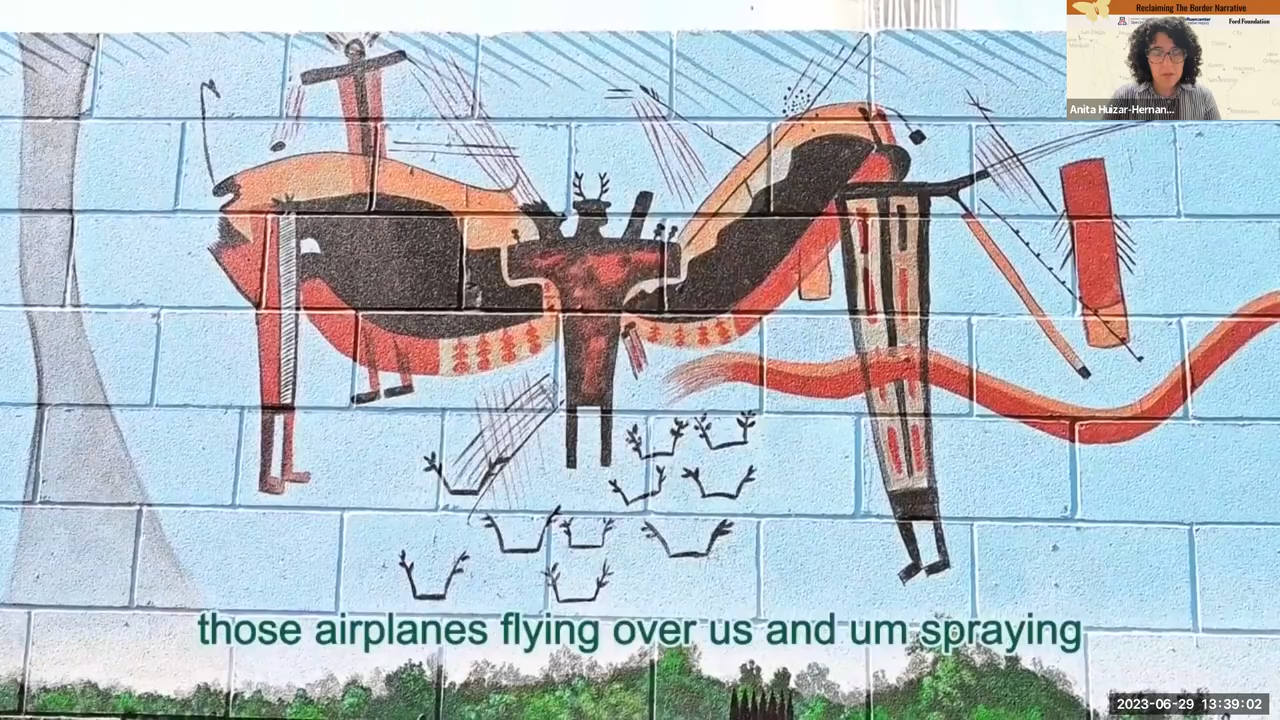 Reclaiming The Border Narrative
Ford Foundation
Anita Huizar-Hernan...
those airplanes flying over us and um spraying
2023-06-29 13:39:02